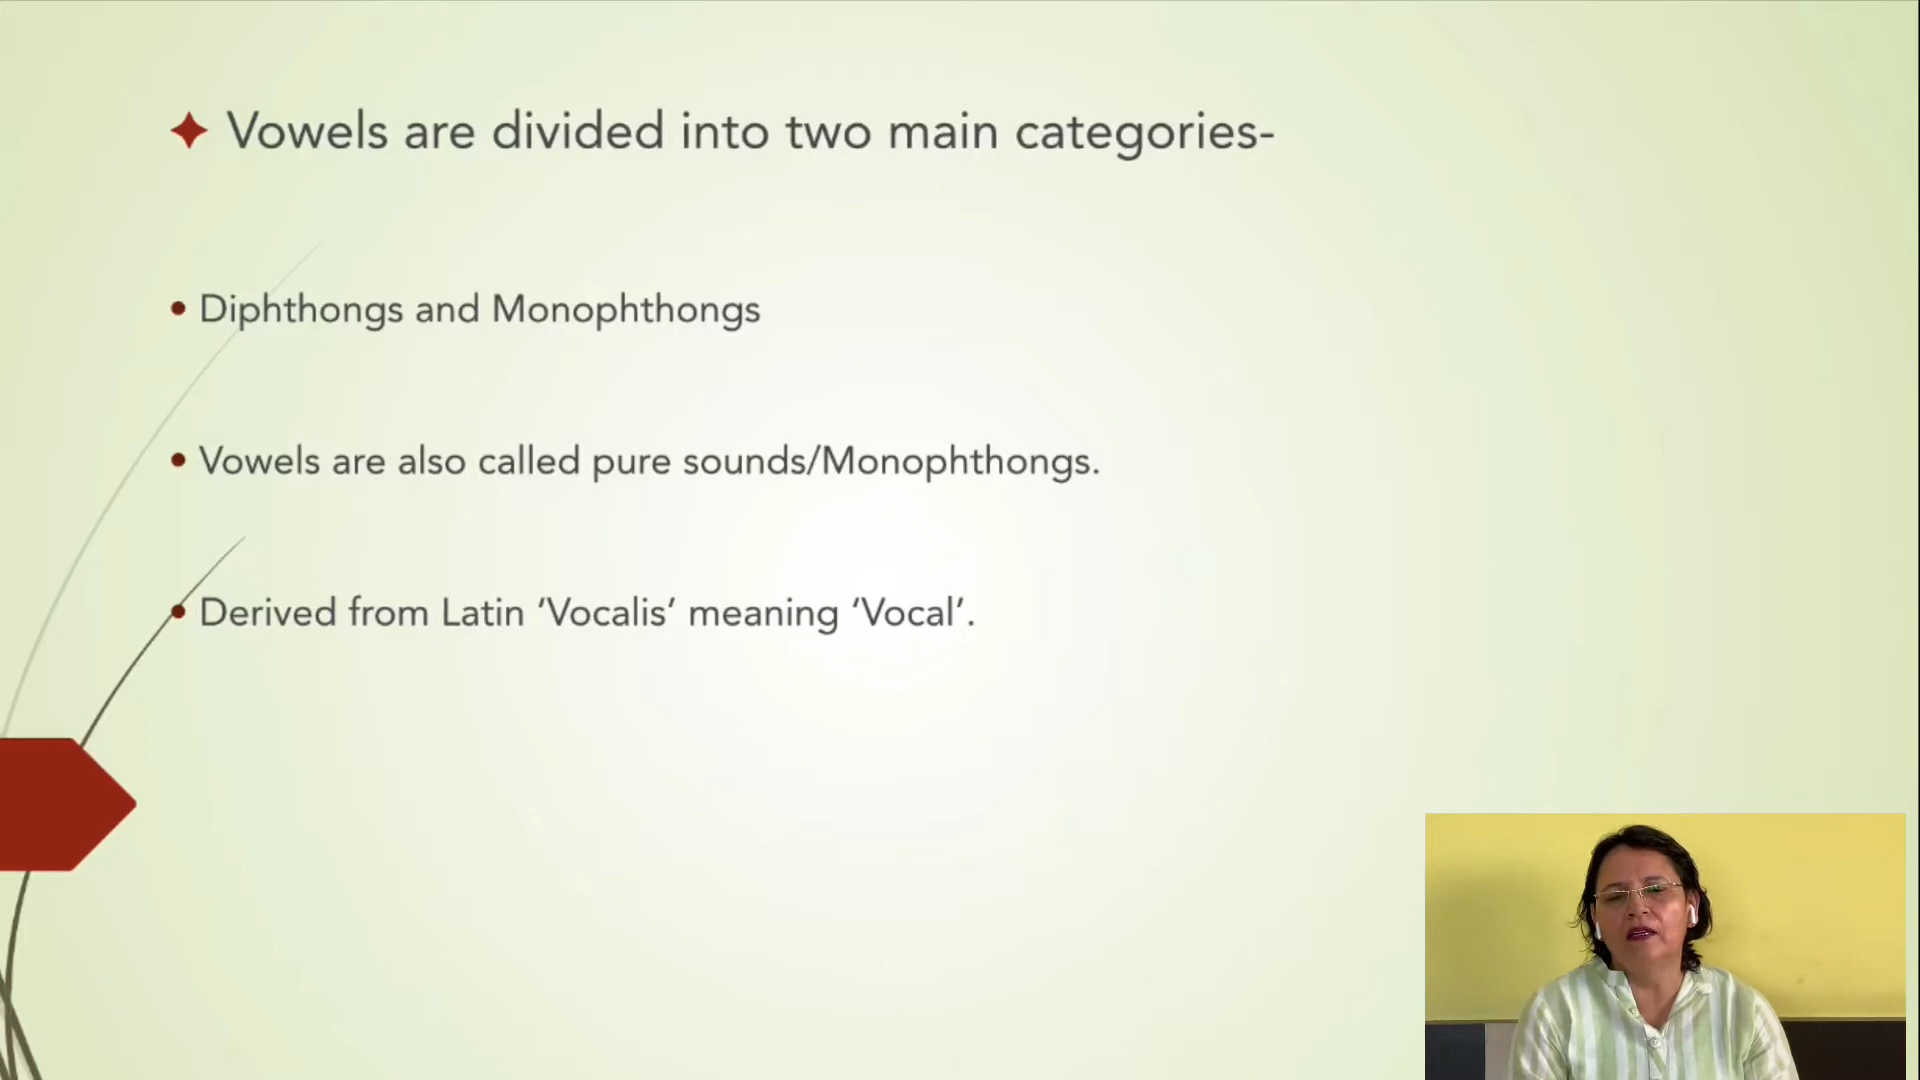 Vowels are divided into two main categories-
Diphthongs and Monophthongs
Vowels are also called pure sounds/Monophthongs.
Derived from Latin ‘Vocalis’ meaning ‘Vocal’.